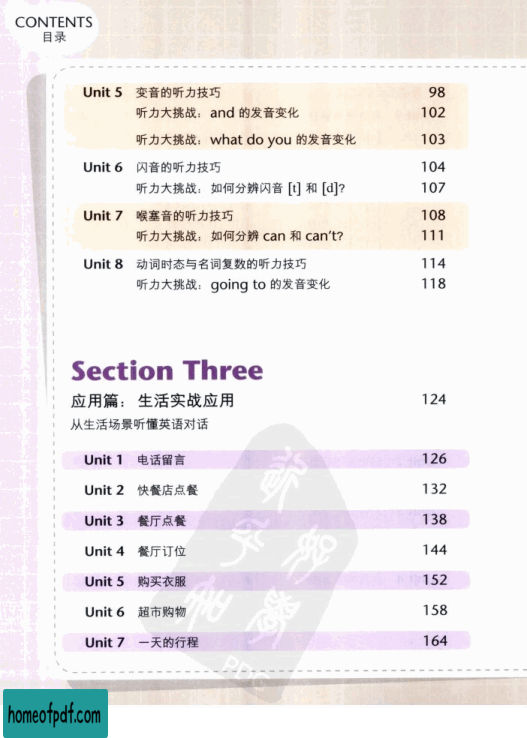 CONTENTS
目录
Unit 5 变音的听力技巧 98
听力大挑战：and 的发音变化 102
听力大挑战：what do you 的发音变化 103
Unit 6 闪音的听力技巧 104
听力大挑战：如何分辨闪音 [t] 和 [d]? 107
Unit 7 喉塞音的听力技巧 108
听力大挑战：如何分辨 can 和 can't? 111
Unit 8 动词时态与名词复数的听力技巧 114
听力大挑战：going to 的发音变化 118
Section Three
应用篇：生活实战应用 124
从生活场景听懂英语对话
Unit 1 电话留言 126
Unit 2 快餐店点餐 132
Unit 3 餐厅点餐 138
Unit 4 餐厅订位 144
Unit 5 购买衣服 152
Unit 6 超市购物 158
Unit 7 一天的行程 164
homeofpdf.com